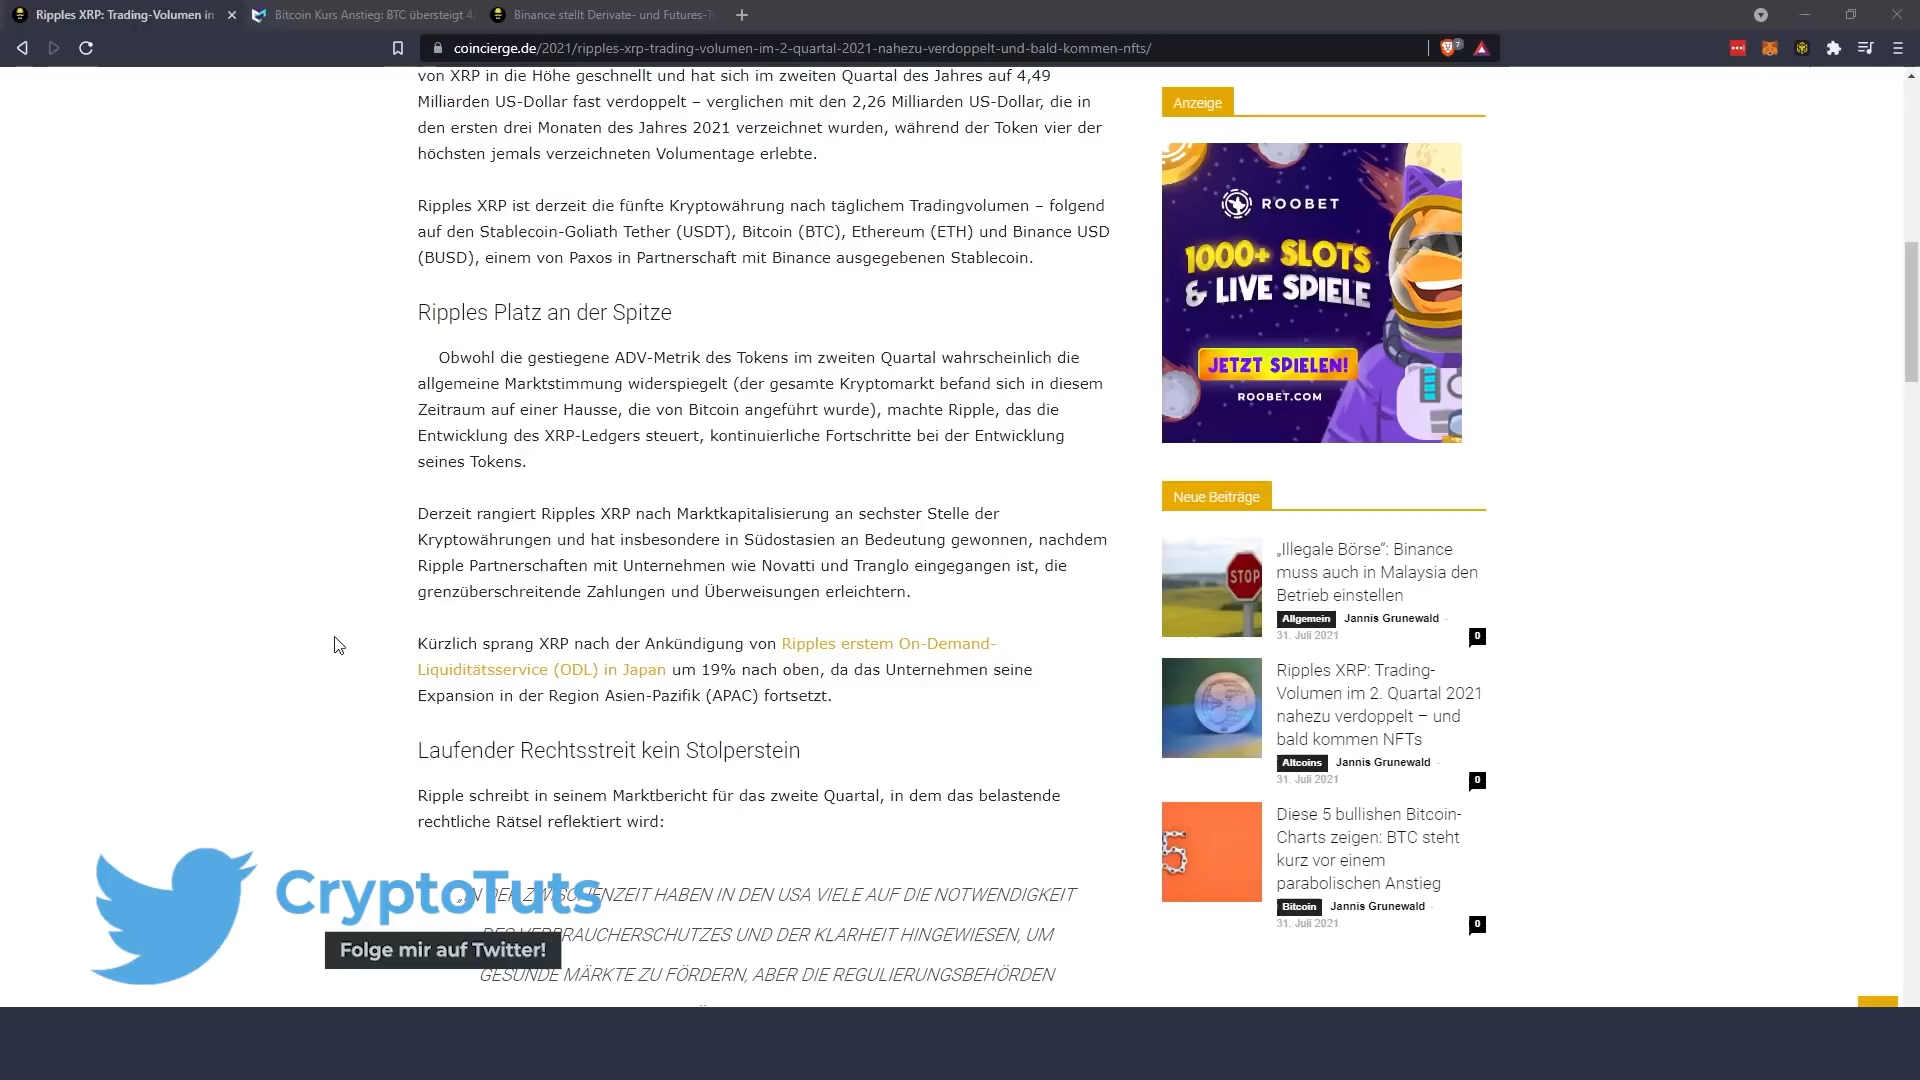 Ripples XRP: Trading-Volumen in
Bitcoin Kurs Anstieg: BTC übersteigt 4
Binance stellt Derivate- und Futures-T
coincierge.de/2021/ripples-xrp-trading-volumen-im-2-quartal-2021-nahezu-verdoppelt-und-bald-kommen-nfts/
7
von XRP in die Höhe geschnellt und hat sich im zweiten Quartal des Jahres auf 4,49
Milliarden US-Dollar fast verdoppelt – verglichen mit den 2,26 Milliarden US-Dollar, die in
den ersten drei Monaten des Jahres 2021 verzeichnet wurden, während der Token vier der
höchsten jemals verzeichneten Volumentage erlebte.
Ripples XRP ist derzeit die fünfte Kryptowährung nach täglichem Tradingvolumen – folgend
auf den Stablecoin-Goliath Tether (USDT), Bitcoin (BTC), Ethereum (ETH) und Binance USD
(BUSD), einem von Paxos in Partnerschaft mit Binance ausgegebenen Stablecoin.
Ripples Platz an der Spitze
Obwohl die gestiegene ADV-Metrik des Tokens im zweiten Quartal wahrscheinlich die
allgemeine Marktstimmung widerspiegelt (der gesamte Kryptomarkt befand sich in diesem
Zeitraum auf einer Hausse, die von Bitcoin angeführt wurde), machte Ripple, das die
Entwicklung des XRP-Ledgers steuert, kontinuierliche Fortschritte bei der Entwicklung
seines Tokens.
Derzeit rangiert Ripples XRP nach Marktkapitalisierung an sechster Stelle der
Kryptowährungen und hat insbesondere in Südostasien an Bedeutung gewonnen, nachdem
Ripple Partnerschaften mit Unternehmen wie Novatti und Tranglo eingegangen ist, die
grenzüberschreitende Zahlungen und Überweisungen erleichtern.
Kürzlich sprang XRP nach der Ankündigung von Ripples erstem On-Demand-
Liquiditätsservice (ODL) in Japan um 19% nach oben, da das Unternehmen seine
Expansion in der Region Asien-Pazifik (APAC) fortsetzt.
Laufender Rechtsstreit kein Stolperstein
Ripple schreibt in seinem Marktbericht für das zweite Quartal, in dem das belastende
rechtliche Rätsel reflektiert wird:
„IN DER ZWISCHENZEIT HABEN IN DEN USA VIELE AUF DIE NOTWENDIGKEIT
DES VERBRAUCHERSCHUTZES UND DER KLARHEIT HINGEWIESEN, UM
GESUNDE MÄRKTE ZU FÖRDERN, ABER DIE REGULIERUNGSBEHÖRDEN
CryptoTuts
Folge mir auf Twitter!
Anzeige
ROOBET
1000+ SLOTS
& LIVE SPIELE
JETZT SPIELEN!
ROOBET.COM
Neue Beiträge
STOP
„Illegale Börse“: Binance
muss auch in Malaysia den
Betrieb einstellen
Allgemein Jannis Grunewald -
31. Juli 2021
0
Ripples XRP: Trading-
Volumen im 2. Quartal 2021
nahezu verdoppelt – und
bald kommen NFTs
Altcoins Jannis Grunewald -
31. Juli 2021
0
5
Diese 5 bullishen Bitcoin-
Charts zeigen: BTC steht
kurz vor einem
parabolischen Anstieg
Bitcoin Jannis Grunewald -
31. Juli 2021
0